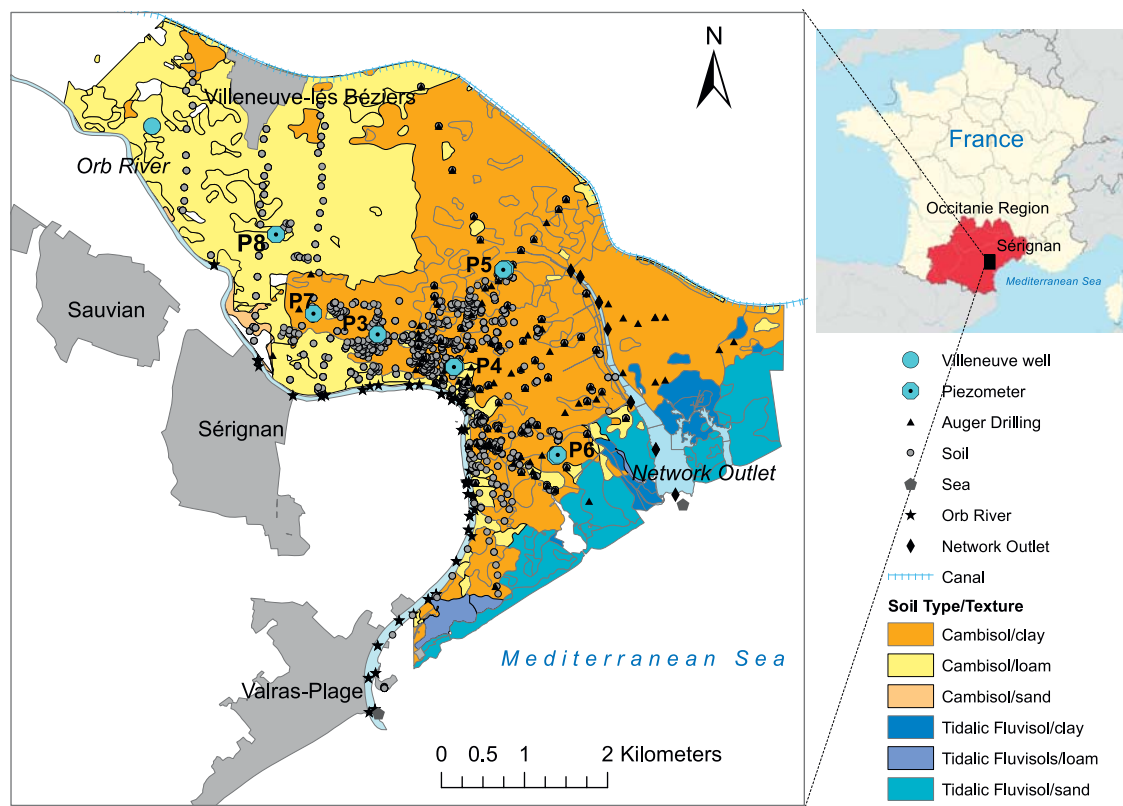 N
Villeneuve-lès Béziers
Orb River
P8
P5
P7
P3
P4
P6
Sauvian
Sérignan
Network Outlet
Valras-Plage
Mediterranean Sea
0 0.5 1 2 Kilometers
France
Occitanie Region
Sérignan
Mediterranean Sea
Villeneuve well
Piezometer
Auger Drilling
Soil
Sea
Orb River
Network Outlet
Canal
Soil Type/Texture
Cambisol/clay
Cambisol/loam
Cambisol/sand
Tidalic Fluvisol/clay
Tidalic Fluvisols/loam
Tidalic Fluvisol/sand